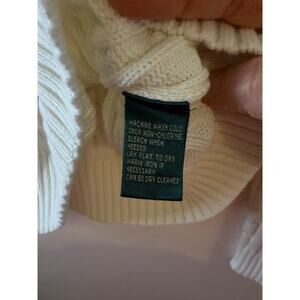 MACHINE WASH COLD
ONLY NON-CHLORINE
BLEACH WHEN
NEEDED
LAY FLAT TO DRY
WARM IRON IF
NECESSARY
CAN BE DRY CLEANED